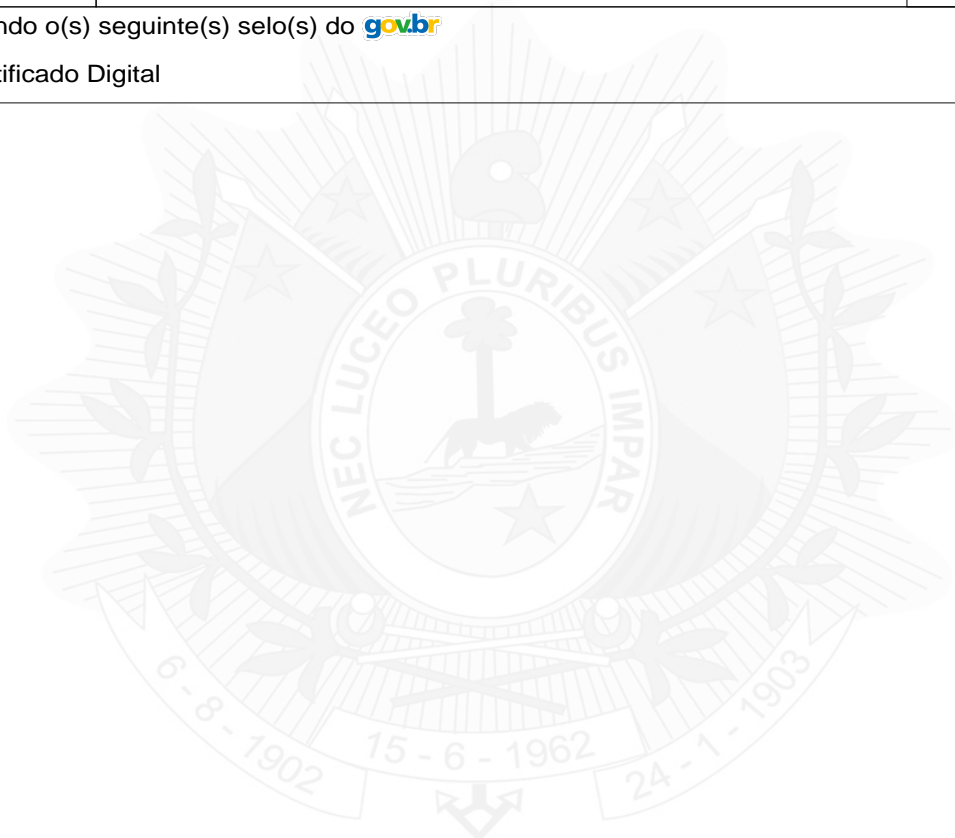 ndo o(s) seguinte(s) selo(s) do gov.br
tificado Digital
NEC LUCEO PLURIBUS IMPAR
6 - 8 - 1902
15 - 6 - 1962
24 - 1 - 1903